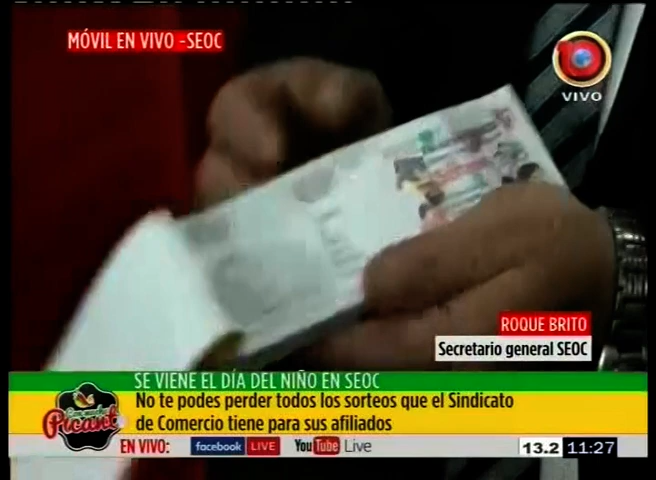 MÓVIL EN VIVO -SEOC
10
VIVO
ROQUE BRITO
Secretario general SEOC
SE VIENE EL DÍA DEL NIÑO EN SEOC
No te podes perder todos los sorteos que el Sindicato
de Comercio tiene para sus afiliados
Picante
EN VIVO: facebook LIVE YouTube Live 13.2 11:27